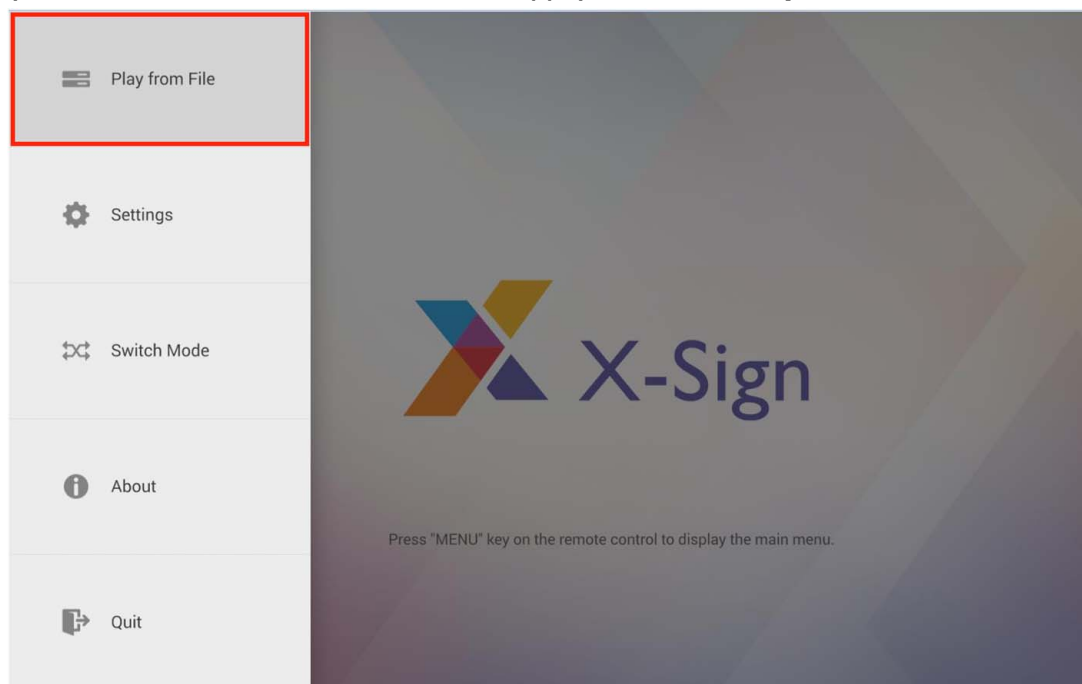 Play from File
Settings
Switch Mode
About
Quit
X-Sign
Press "MENU" key on the remote control to display the main menu.